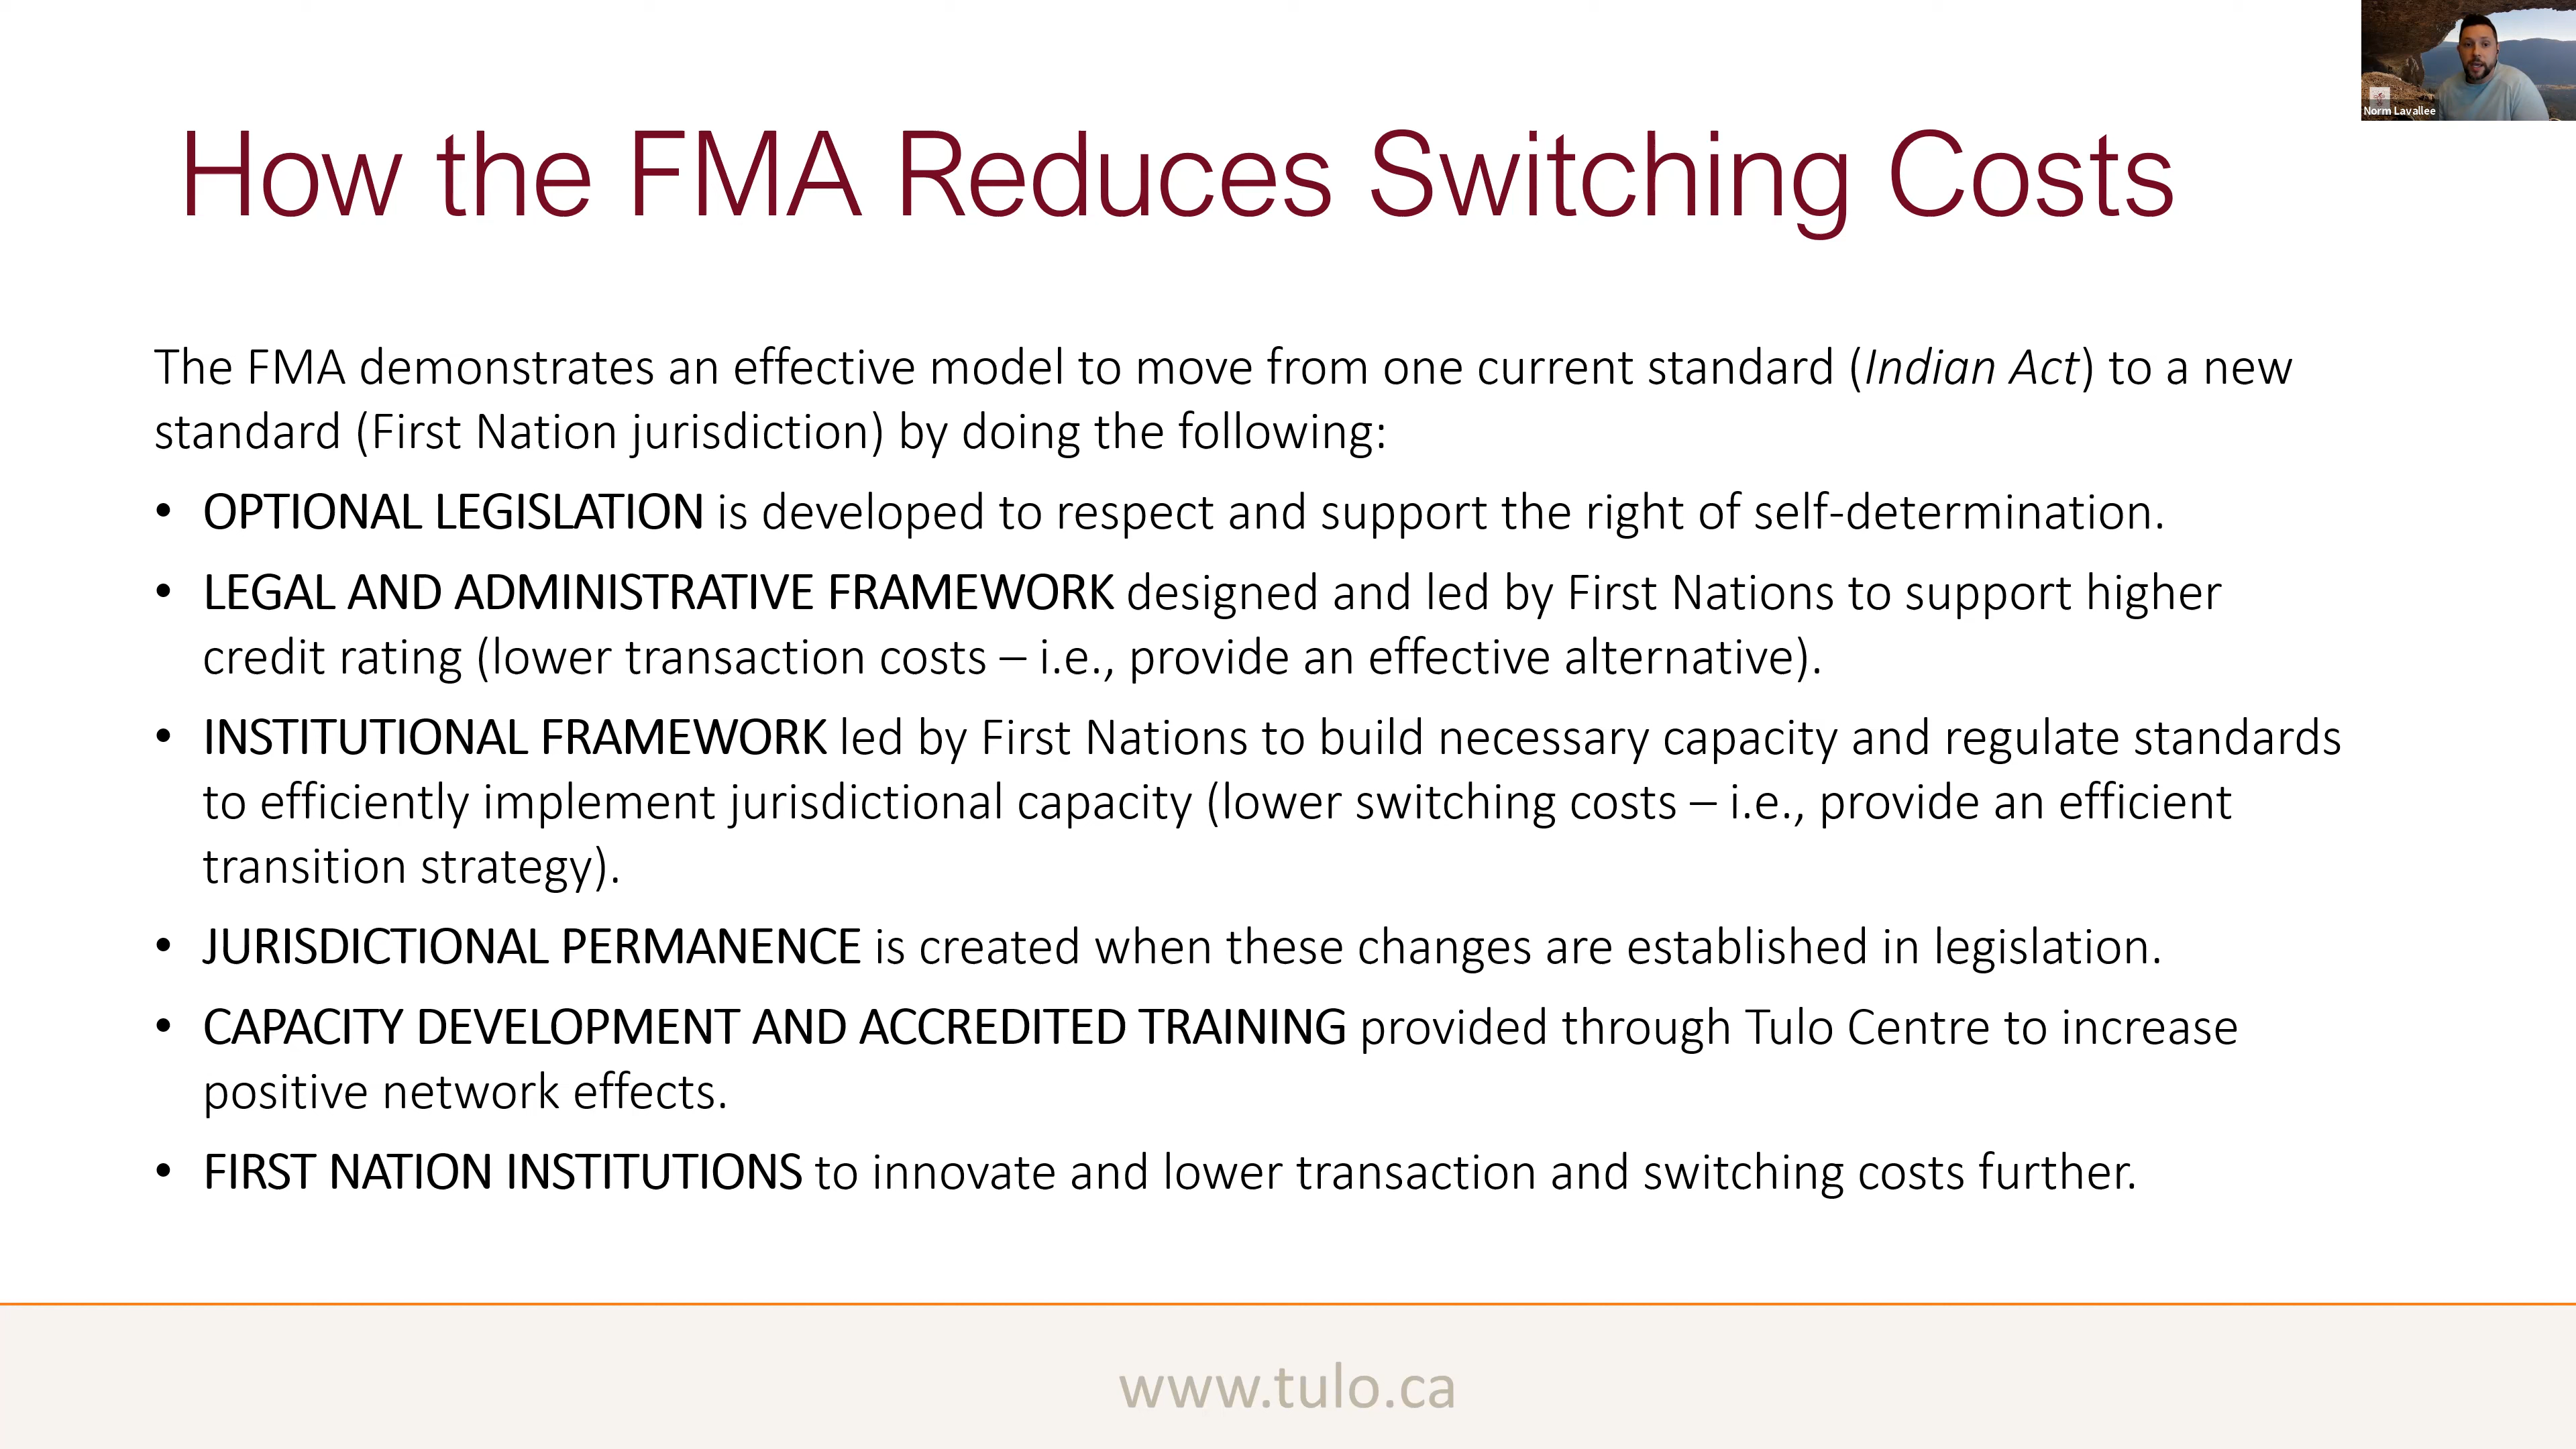 Norm Lavallee
How the FMA Reduces Switching Costs
The FMA demonstrates an effective model to move from one current standard (Indian Act) to a new
standard (First Nation jurisdiction) by doing the following:
• OPTIONAL LEGISLATION is developed to respect and support the right of self-determination.
• LEGAL AND ADMINISTRATIVE FRAMEWORK designed and led by First Nations to support higher
credit rating (lower transaction costs – i.e., provide an effective alternative).
• INSTITUTIONAL FRAMEWORK led by First Nations to build necessary capacity and regulate standards
to efficiently implement jurisdictional capacity (lower switching costs – i.e., provide an efficient
transition strategy).
• JURISDICTIONAL PERMANENCE is created when these changes are established in legislation.
• CAPACITY DEVELOPMENT AND ACCREDITED TRAINING provided through Tulo Centre to increase
positive network effects.
• FIRST NATION INSTITUTIONS to innovate and lower transaction and switching costs further.
www.tulo.ca